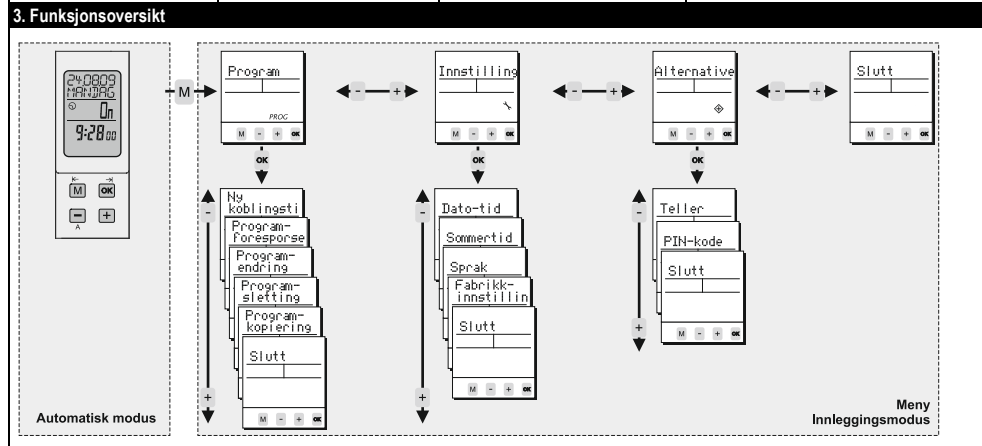 3. Funksjonsoversikt
24.08.09
MANDAG
On
9:28 00
M OK
- +
A
Automatisk modus
M
Program
PROG
M - + OK
- +
Innstilling
M - + OK
- +
Alternative
M - + OK
- +
Slutt
M - + OK
OK
OK
OK
-
Ny
koblingsti
Program-
foresporse
Program-
endring
Program-
sletting
Program-
kopiering
Slutt
M - + OK
+
-
Dato-tid
Sommertid
Sprak
Fabrikk-
innstillin
Slutt
M - + OK
+
-
Teller
PIN-kode
Slutt
M - + OK
+
Meny
Innleggingsmodus